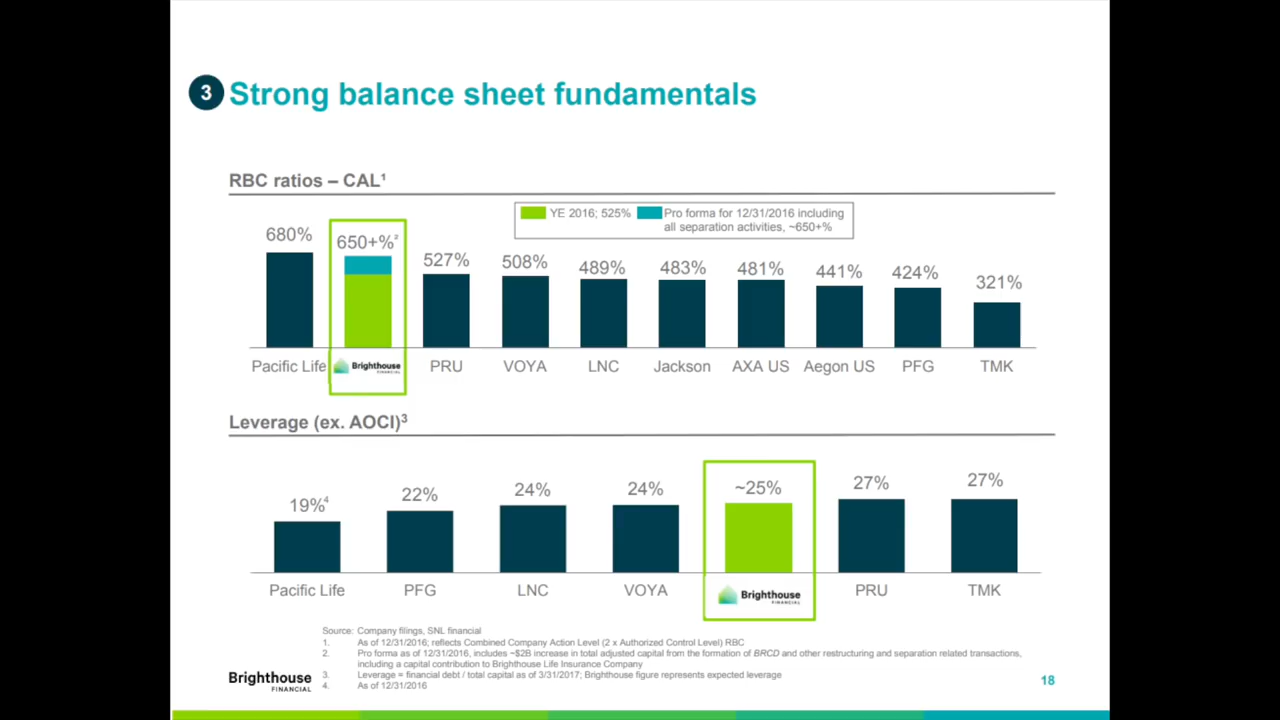 3 Strong balance sheet fundamentals
RBC ratios – CAL¹
YE 2016; 525% Pro forma for 12/31/2016 including
all separation activities, ~650+%
680% 650+%² 527% 508% 489% 483% 481% 441% 424% 321%
Pacific Life Brighthouse PRU VOYA LNC Jackson AXA US Aegon US PFG TMK
FINANCIAL
Leverage (ex. AOCI)³
19%⁴ 22% 24% 24% ~25% 27% 27%
Pacific Life PFG LNC VOYA Brighthouse PRU TMK
FINANCIAL
Source: Company filings, SNL financial
1. As of 12/31/2016; reflects Combined Company Action Level (2 x Authorized Control Level) RBC
2. Pro forma as of 12/31/2016, includes ~$2B increase in total adjusted capital from the formation of BRCD and other restructuring and separation related transactions,
including a capital contribution to Brighthouse Life Insurance Company
3. Leverage = financial debt / total capital as of 3/31/2017; Brighthouse figure represents expected leverage
4. As of 12/31/2016
Brighthouse
FINANCIAL
18